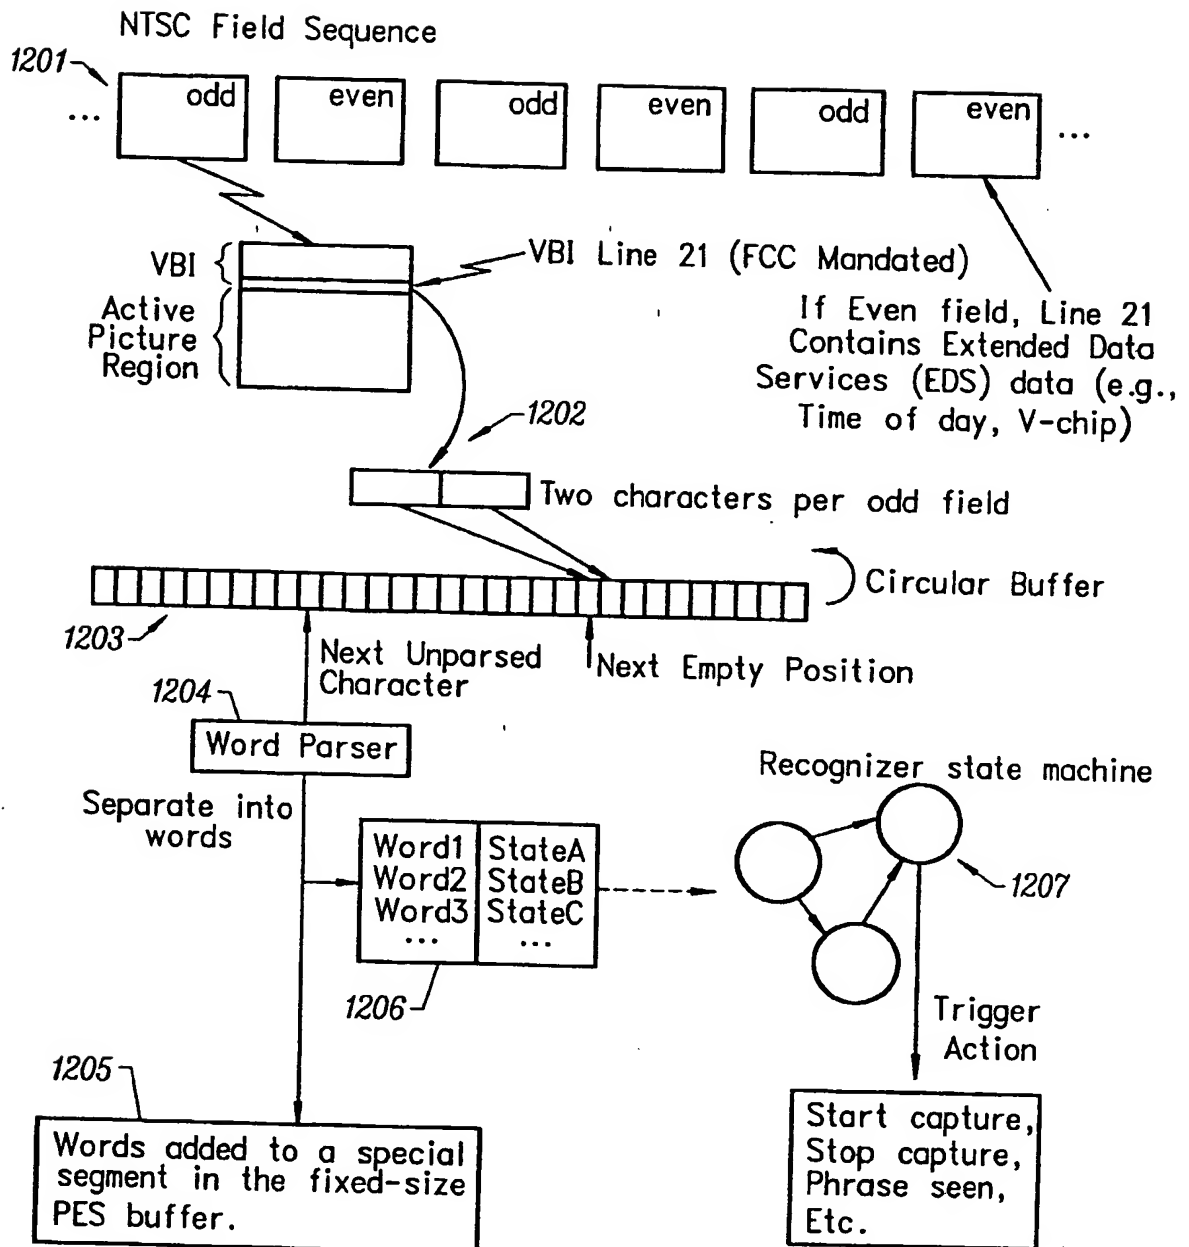 NTSC Field Sequence
1201
... odd even odd even odd even ...
VBI
VBI Line 21 (FCC Mandated)
Active
Picture
Region
If Even field, Line 21
Contains Extended Data
Services (EDS) data (e.g.,
Time of day, V-chip)
1202
Two characters per odd field
Circular Buffer
1203
Next Unparsed
Character
Next Empty Position
1204
Word Parser
Separate into
words
Recognizer state machine
Word1 StateA
Word2 StateB
Word3 StateC
... ...
1206
1207
Trigger
Action
1205
Words added to a special
segment in the fixed-size
PES buffer.
Start capture,
Stop capture,
Phrase seen,
Etc.